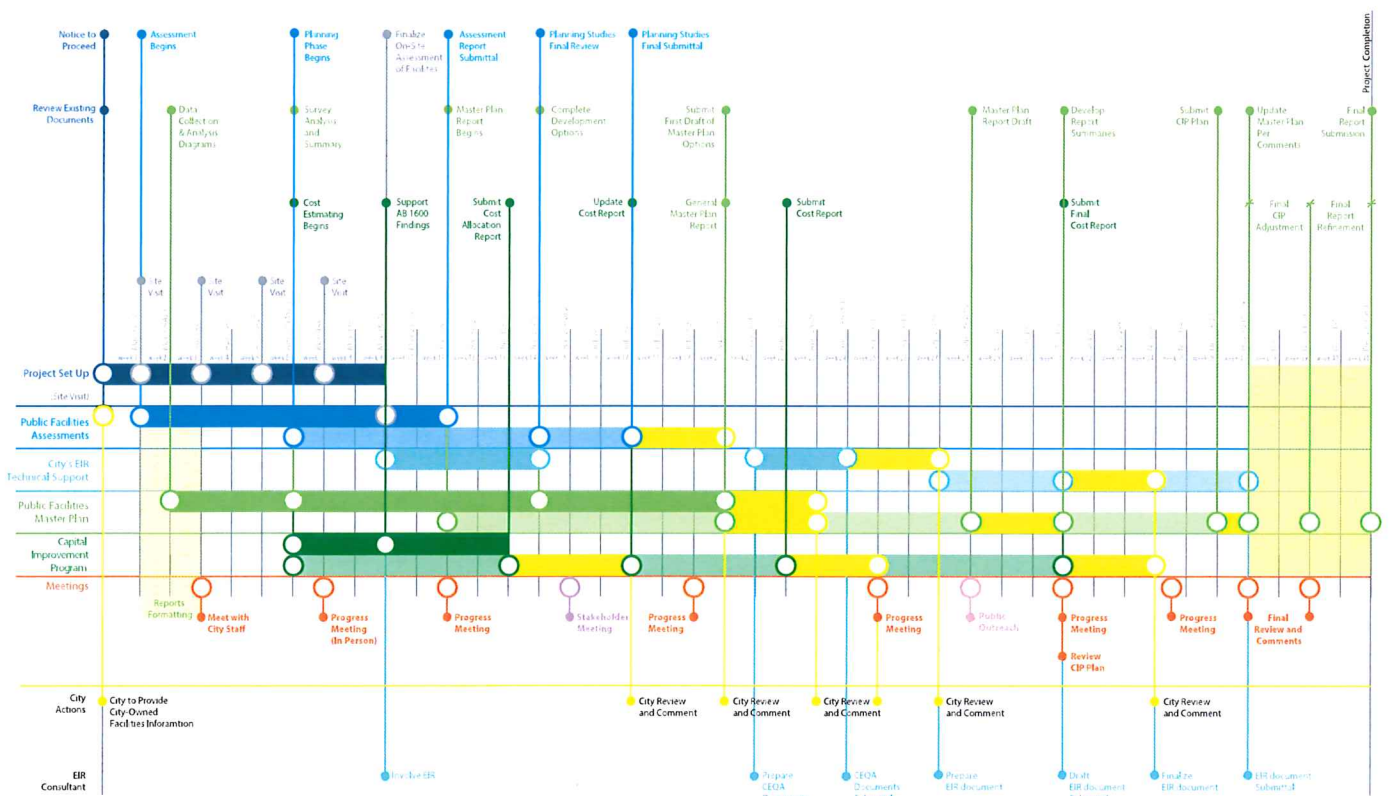 Notice to
Proceed
Assessment
Begins
Planning
Phase
Begins
Finalize
On-Site
Assessment
of Facilites
Assessment
Report
Submittal
Planning Studies
Final Review
Planning Studies
Final Submittal
Project Completion
Review Existing
Documents
Data
Collection
& Analysis
Diagrams
Survey
Analysis
and
Summary
Master Plan
Report
Begins
Complete
Development
Options
Submit
First Draft of
Master Plan
Options
Master Plan
Report Draft
Develop
Report
Summaries
Submit
CIP Plan
Update
Master Plan
Per
Comments
Final
Report
Submission
Cost
Estimating
Begins
Support
AB 1600
Findings
Submit
Cost
Allocation
Report
Update
Cost Report
General
Master Plan
Report
Submit
Cost Report
Submit
Final
Cost Report
Final
CIP
Adjustment
Final
Report
Refinement
Site
Visit
Site
Visit
Site
Visit
Site
Visit
Project Set Up
(Site Visit)
Public Facilities
Assessments
City's EIR
Technical Support
Public Facilities
Master Plan
Capital
Improvement
Program
Meetings
Reports
Formatting
Meet with
City Staff
Progress
Meeting
(In Person)
Progress
Meeting
Stakeholder
Meeting
Progress
Meeting
Progress
Meeting
Public
Outreach
Progress
Meeting
Review
CIP Plan
Progress
Meeting
Final
Review and
Comments
City
Actions
City to Provide
City-Owned
Facilities Inforamtion
City Review
and Comment
City Review
and Comment
City Review
and Comment
City Review
and Comment
City Review
and Comment
EIR
Consultant
Involve EIR
Prepare
CEQA
CEQA
Documents
Prepare
EIR document
Draft
EIR document
Finalize
EIR document
EIR document
Submittal